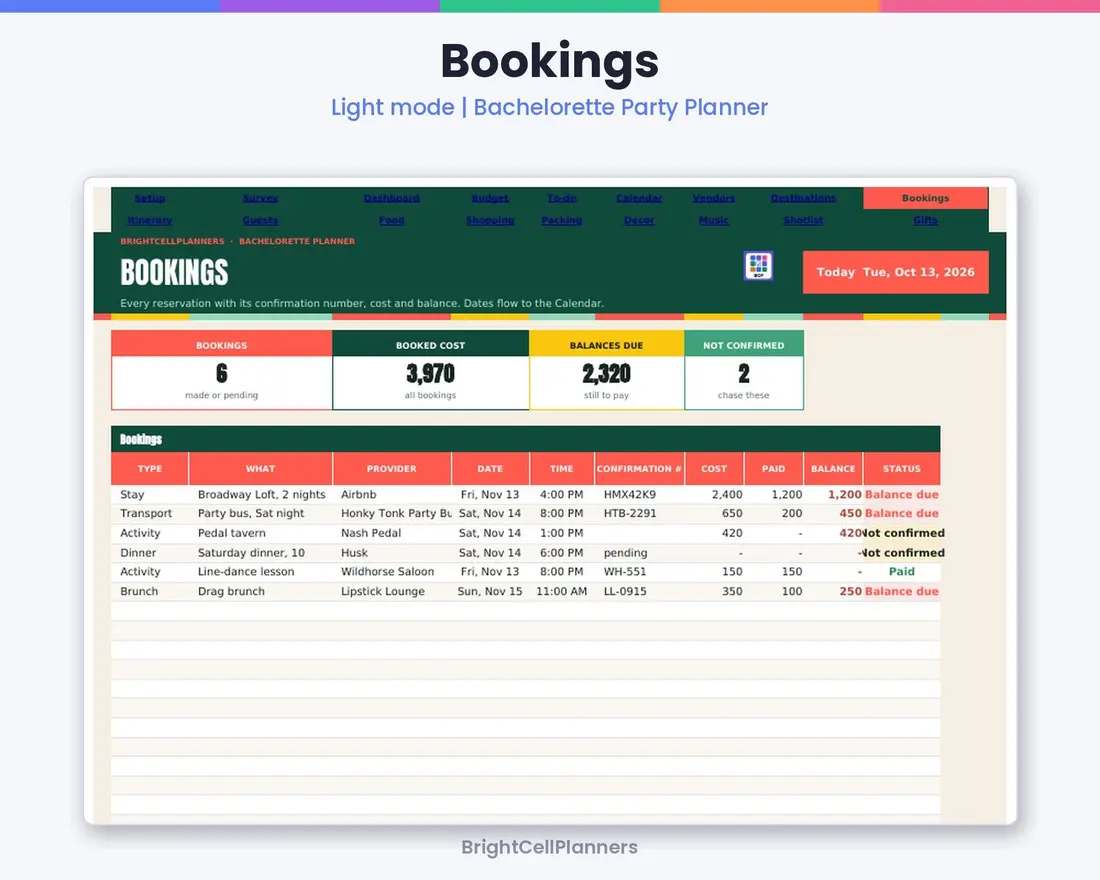 Bookings
Light mode | Bachelorette Party Planner
Setup Survey Dashboard Budget To-do Calendar Vendors Destinations Bookings
Itinerary Guests Food Shopping Packing Decor Music Shotlist Gifts
BRIGHTCELLPLANNERS · BACHELORETTE PLANNER
BOOKINGS
BCP
Today Tue, Oct 13, 2026
Every reservation with its confirmation number, cost and balance. Dates flow to the Calendar.
BOOKINGS BOOKED COST BALANCES DUE NOT CONFIRMED
6 3,970 2,320 2
made or pending all bookings still to pay chase these
Bookings
TYPE WHAT PROVIDER DATE TIME CONFIRMATION # COST PAID BALANCE STATUS
Stay Broadway Loft, 2 nights Airbnb Fri, Nov 13 4:00 PM HMX42K9 2,400 1,200 1,200 Balance due
Transport Party bus, Sat night Honky Tonk Party Bu Sat, Nov 14 8:00 PM HTB-2291 650 200 450 Balance due
Activity Pedal tavern Nash Pedal Sat, Nov 14 1:00 PM 420 - 420 Not confirmed
Dinner Saturday dinner, 10 Husk Sat, Nov 14 6:00 PM pending - - - Not confirmed
Activity Line-dance lesson Wildhorse Saloon Fri, Nov 13 8:00 PM WH-551 150 150 - Paid
Brunch Drag brunch Lipstick Lounge Sun, Nov 15 11:00 AM LL-0915 350 100 250 Balance due
BrightCellPlanners